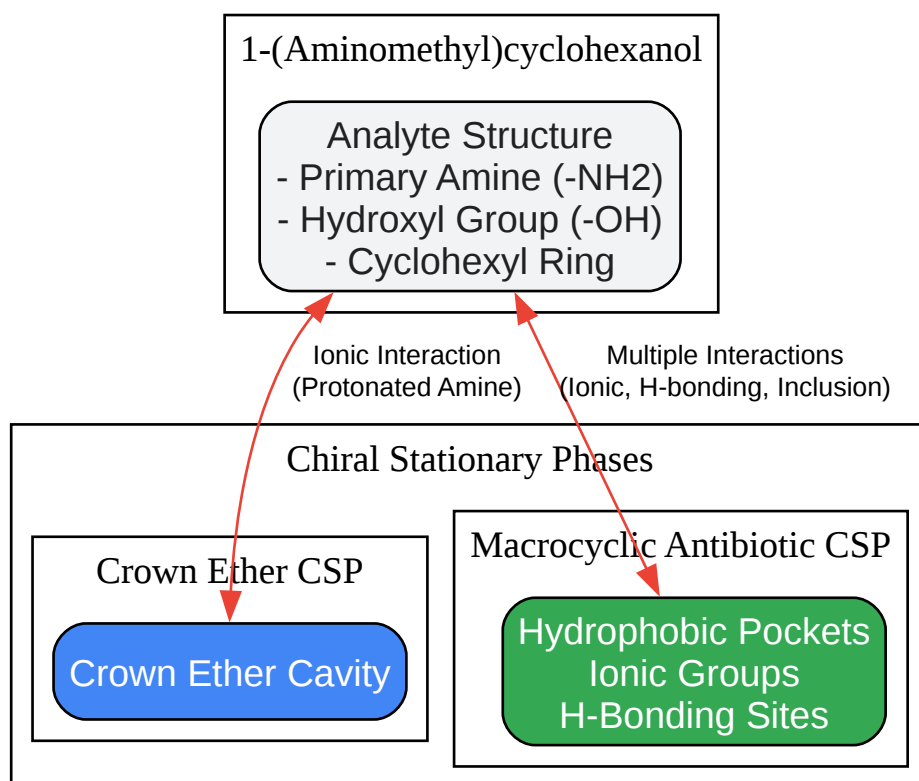 1-(Aminomethyl)cyclohexanol
Analyte Structure
- Primary Amine (-NH2)
- Hydroxyl Group (-OH)
- Cyclohexyl Ring
Ionic Interaction
(Protonated Amine)
Multiple Interactions
(Ionic, H-bonding, Inclusion)
Chiral Stationary Phases
Crown Ether CSP
Crown Ether Cavity
Macrocyclic Antibiotic CSP
Hydrophobic Pockets
Ionic Groups
H-Bonding Sites